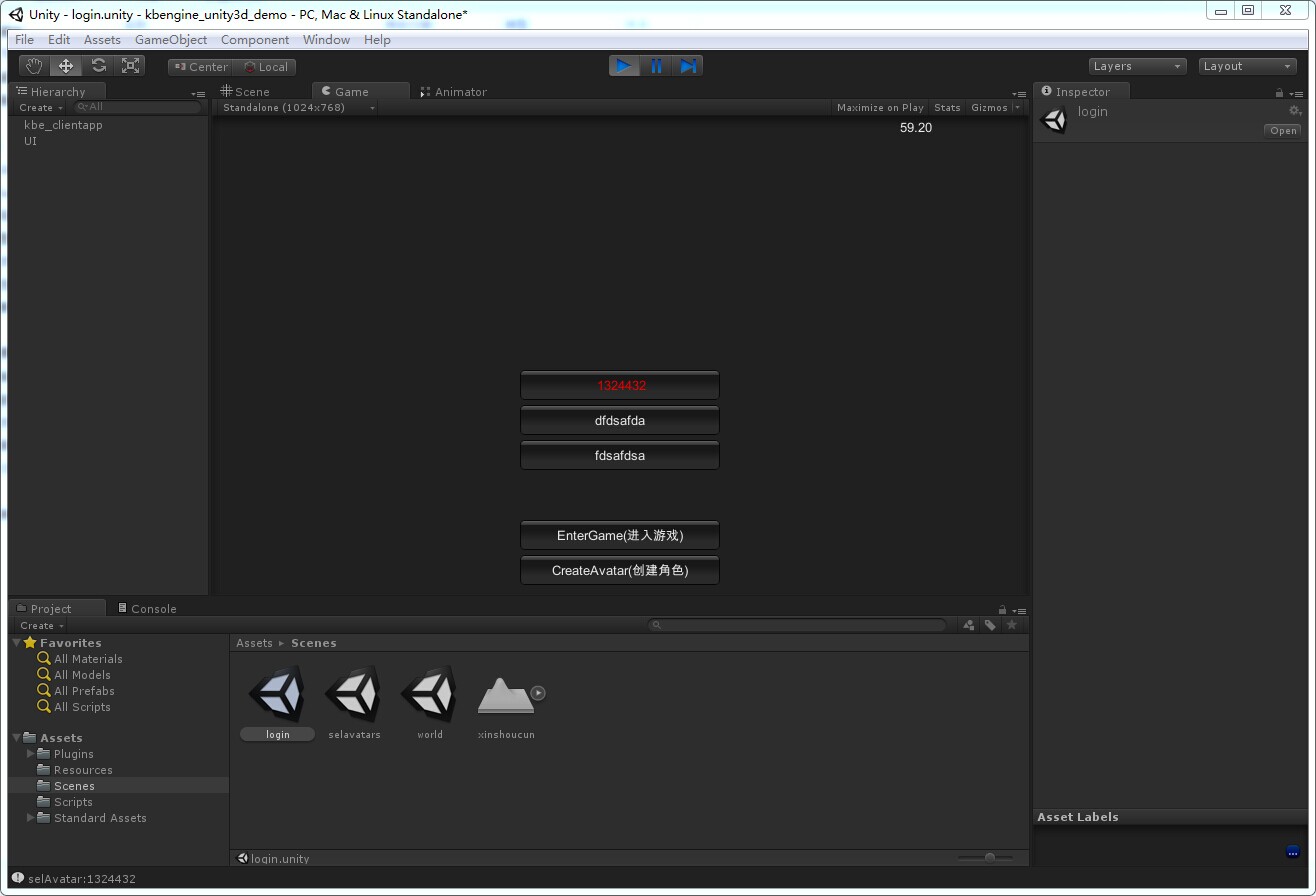 Unity - login.unity - kbengine_unity3d_demo - PC, Mac & Linux Standalone*
File Edit Assets GameObject Component Window Help
Center Local Layers Layout
Hierarchy Scene Game Animator Inspector
Create All Standalone (1024x768) Maximize on Play Stats Gizmos login
59.20
Open
kbe_clientapp
UI
1324432
dfdsafda
fdsafdsa
EnterGame(进入游戏)
CreateAvatar(创建角色)
Project Console
Create
Favorites Assets Scenes
All Materials
All Models
All Prefabs
All Scripts
login selavatars world xinshoucun
Assets
Plugins
Resources
Scenes
Scripts
Standard Assets
Asset Labels
...
login.unity
selAvatar:1324432